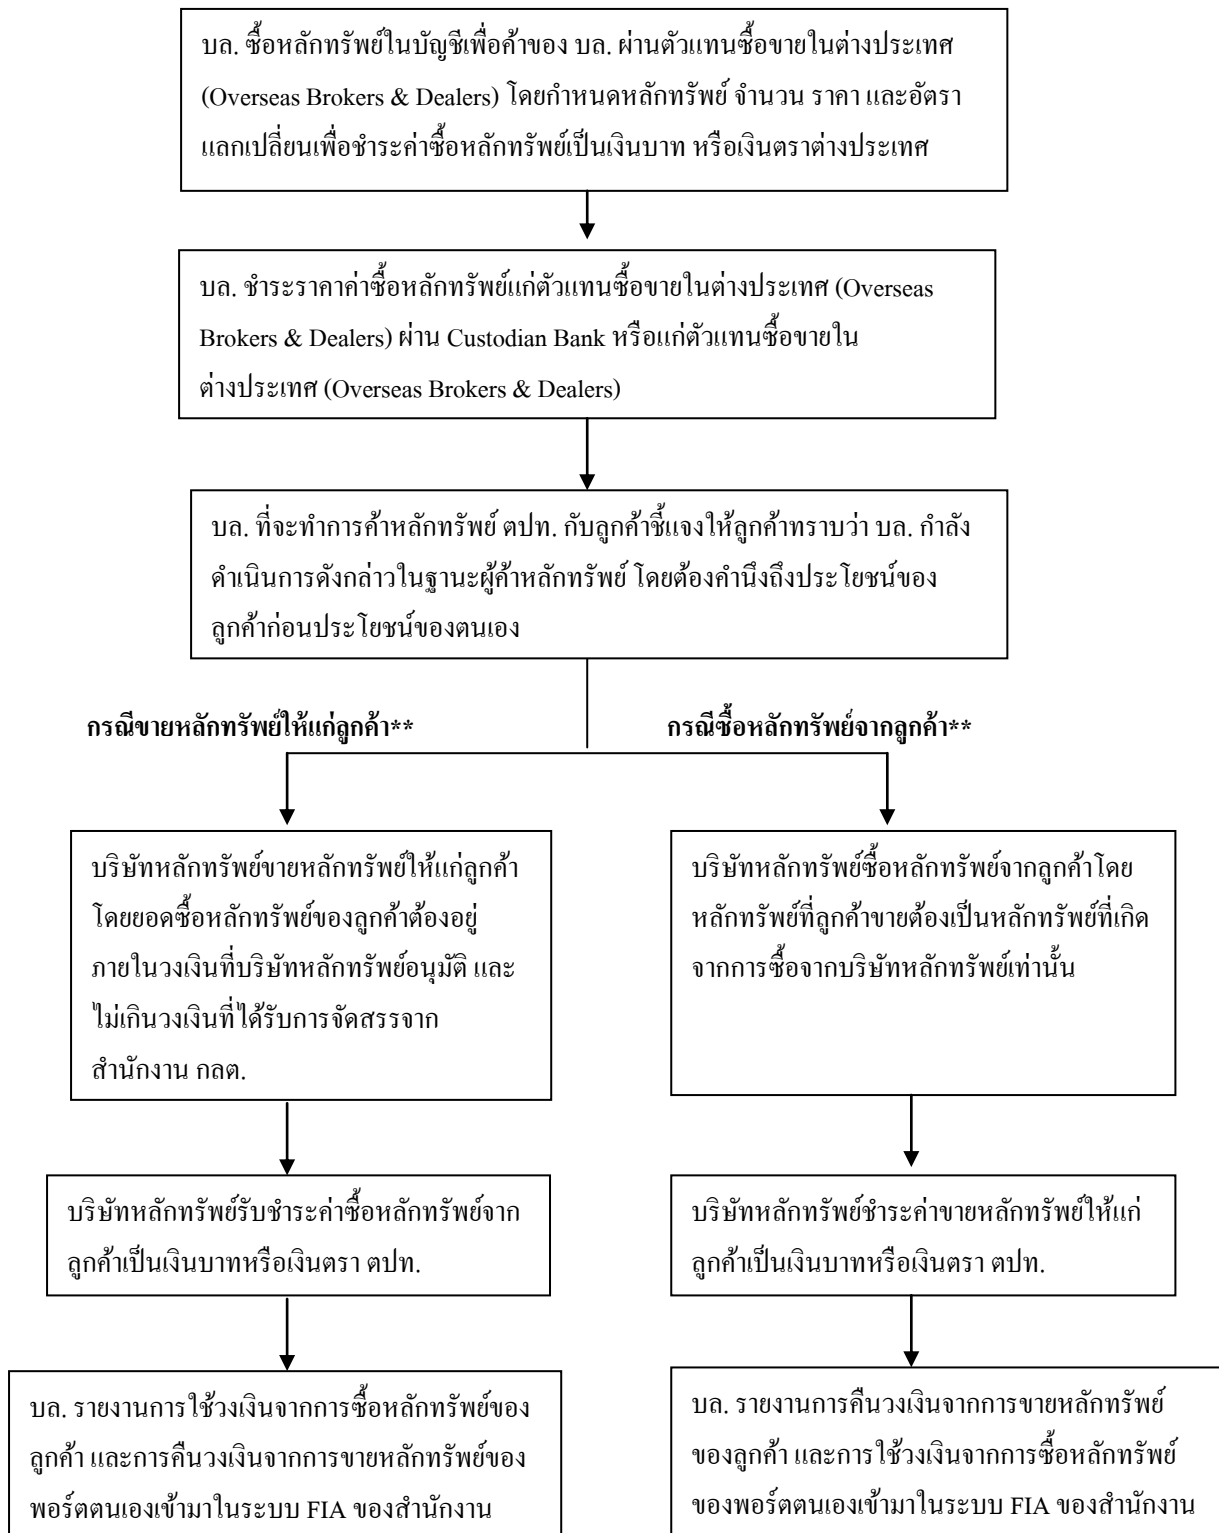 บล. ซื้อหลักทรัพย์ในบัญชีเพื่อค้าของ บล. ผ่านตัวแทนซื้อขายในต่างประเทศ
(Overseas Brokers & Dealers) โดยกำหนดหลักทรัพย์ จำนวน ราคา และอัตรา
แลกเปลี่ยนเพื่อชำระค่าซื้อหลักทรัพย์เป็นเงินบาท หรือเงินตราต่างประเทศ
บล. ชำระราคาค่าซื้อหลักทรัพย์แก่ตัวแทนซื้อขายในต่างประเทศ (Overseas
Brokers & Dealers) ผ่าน Custodian Bank หรือแก่ตัวแทนซื้อขายใน
ต่างประเทศ (Overseas Brokers & Dealers)
บล. ที่จะทำการค้าหลักทรัพย์ ตปท. กับลูกค้าชี้แจงให้ลูกค้าทราบว่า บล. กำลัง
ดำเนินการดังกล่าวในฐานะผู้ค้าหลักทรัพย์ โดยต้องคำนึงถึงประโยชน์ของ
ลูกค้าก่อนประโยชน์ของตนเอง
กรณีขายหลักทรัพย์ให้แก่ลูกค้า**
บริษัทหลักทรัพย์ขายหลักทรัพย์ให้แก่ลูกค้า
โดยยอดซื้อหลักทรัพย์ของลูกค้าต้องอยู่
ภายในวงเงินที่บริษัทหลักทรัพย์อนุมัติ และ
ไม่เกินวงเงินที่ได้รับการจัดสรรจาก
สำนักงาน กลต.
บริษัทหลักทรัพย์รับชำระค่าซื้อหลักทรัพย์จาก
ลูกค้าเป็นเงินบาทหรือเงินตรา ตปท.
บล. รายงานการใช้วงเงินจากการซื้อหลักทรัพย์ของ
ลูกค้า และการคืนวงเงินจากการขายหลักทรัพย์ของ
พอร์ตตนเองเข้ามาในระบบ FIA ของสำนักงาน
กรณีซื้อหลักทรัพย์จากลูกค้า**
บริษัทหลักทรัพย์ซื้อหลักทรัพย์จากลูกค้าโดย
หลักทรัพย์ที่ลูกค้าขายต้องเป็นหลักทรัพย์ที่เกิด
จากการซื้อจากบริษัทหลักทรัพย์เท่านั้น
บริษัทหลักทรัพย์ชำระค่าขายหลักทรัพย์ให้แก่
ลูกค้าเป็นเงินบาทหรือเงินตรา ตปท.
บล. รายงานการคืนวงเงินจากการขายหลักทรัพย์
ของลูกค้า และการใช้วงเงินจากการซื้อหลักทรัพย์
ของพอร์ตตนเองเข้ามาในระบบ FIA ของสำนักงาน